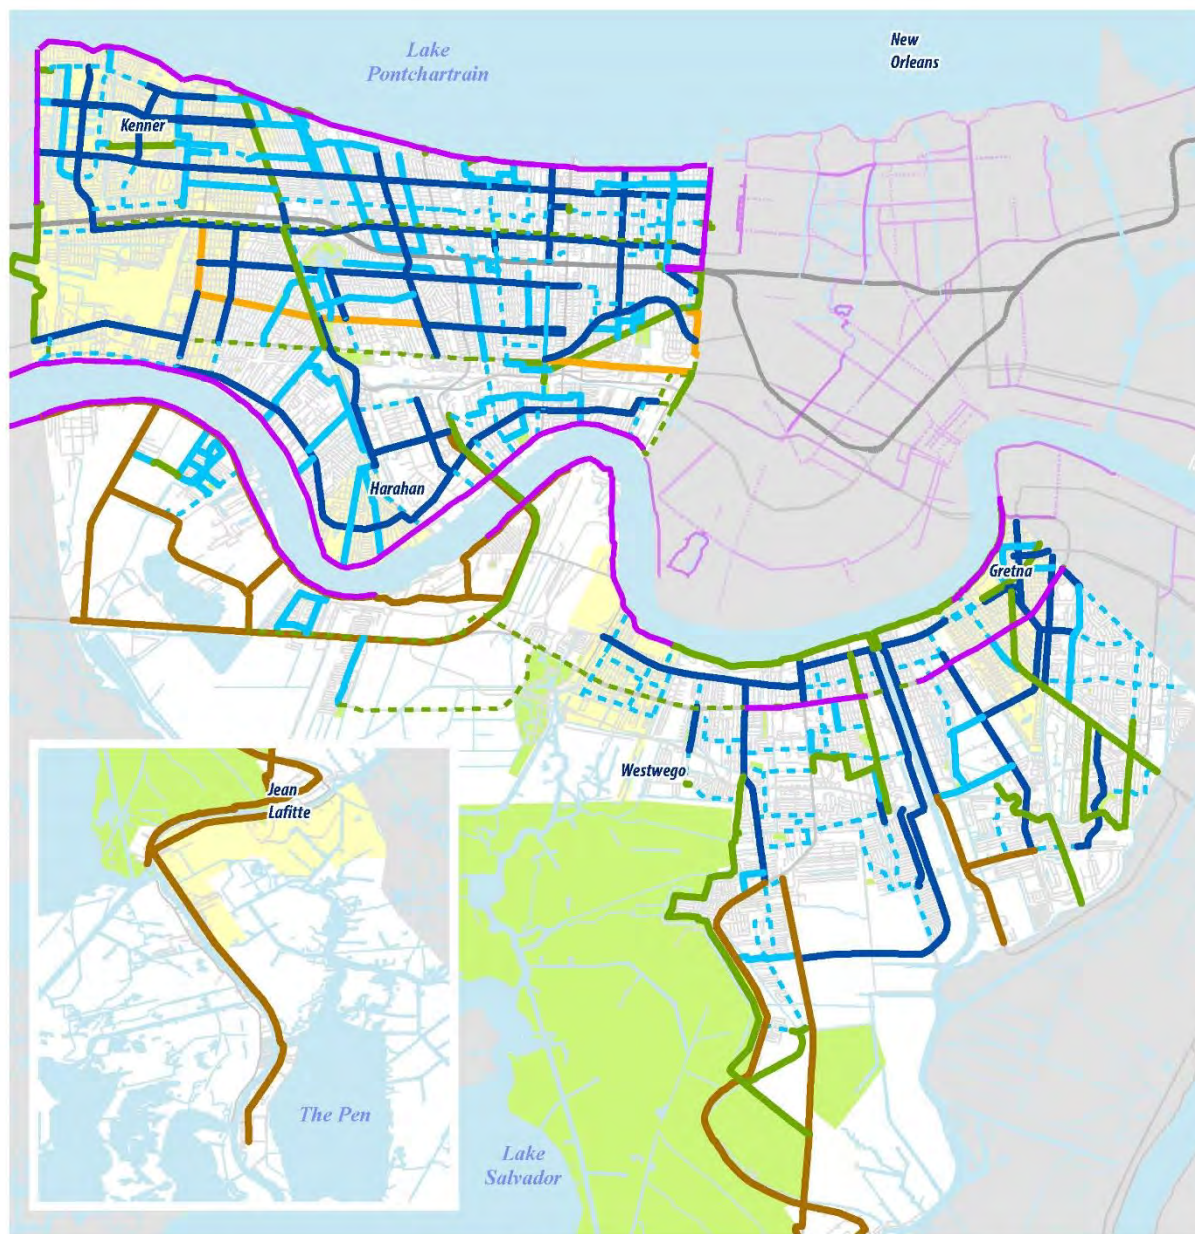 New
Orleans
Lake
Pontchartrain
Kenner
Harahan
Gretna
Westwego
Jean
Lafitte
The Pen
Lake
Salvador